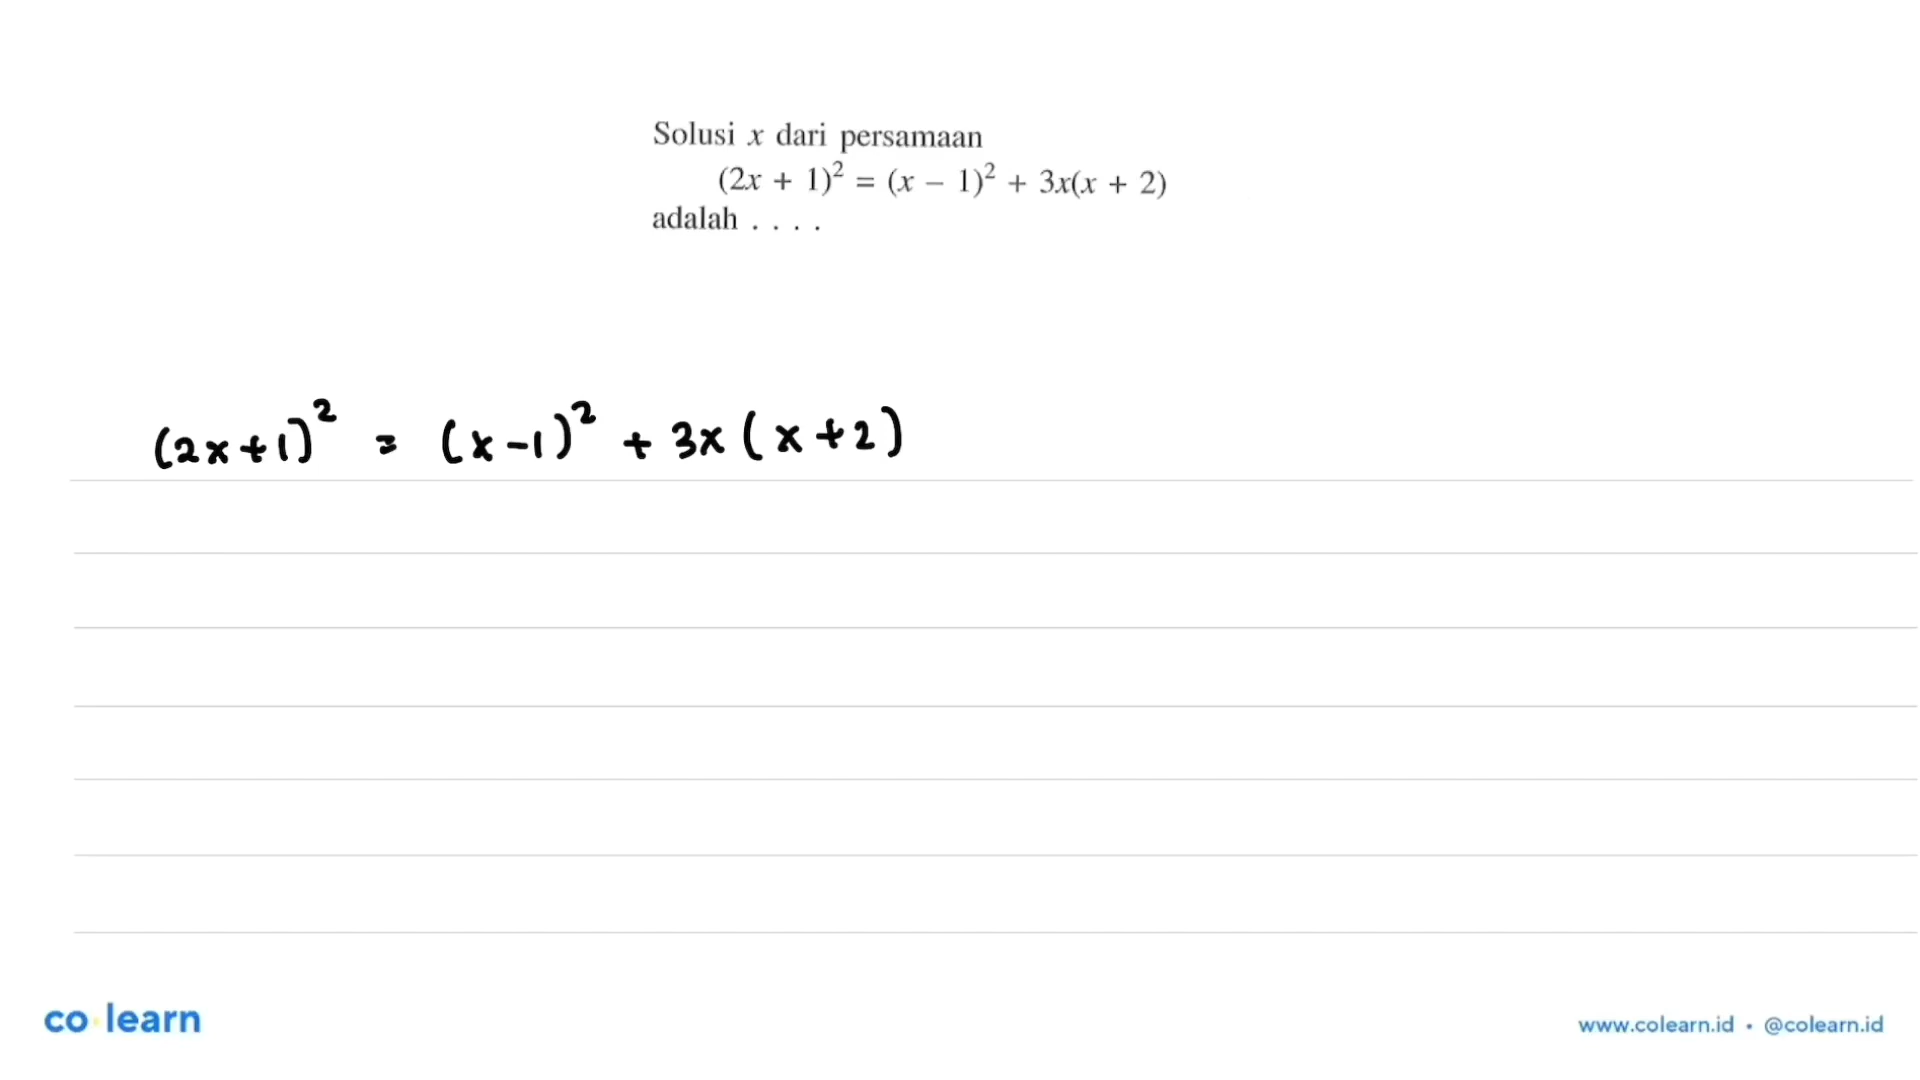 Solusi x dari persamaan
(2x + 1)² = (x − 1)² + 3x(x + 2)
adalah . . . .
(2x+1)² = (x-1)² + 3x(x+2)
co learn
www.colearn.id • @colearn.id